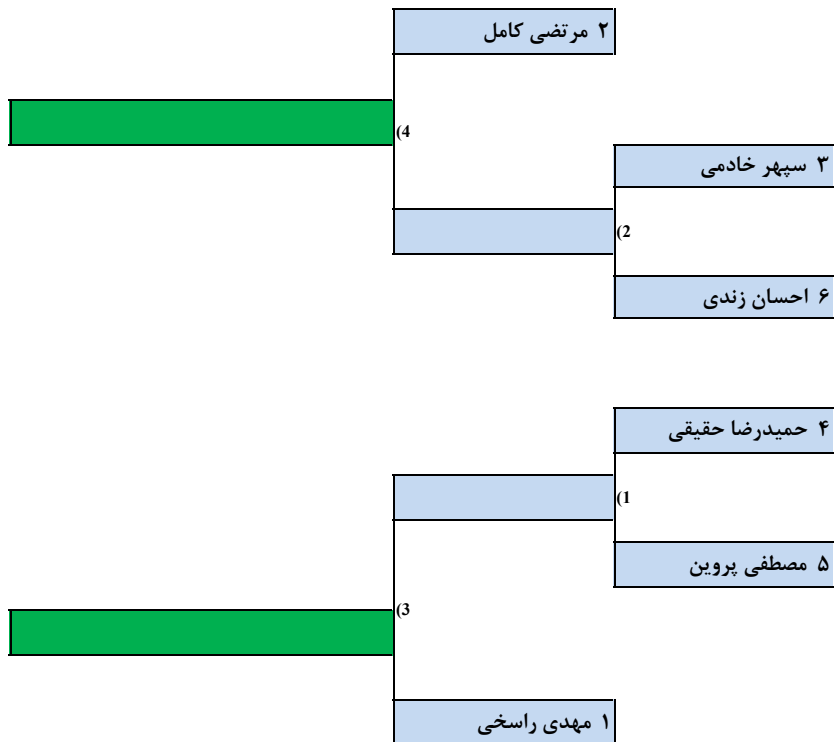 ۲ مرتضی کامل
(4
۳ سپهر خادمی
(2
۶ احسان زندی
۴ حمیدرضا حقیقی
(1
۵ مصطفی پروین
(3
۱ مهدی راسخی